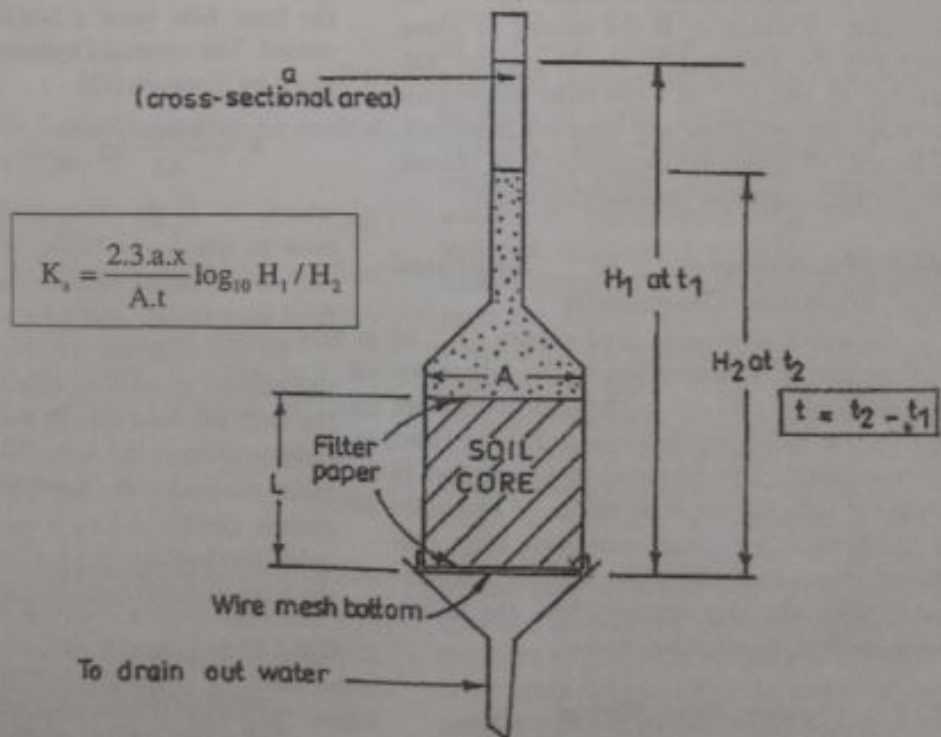 a
(cross-sectional area)
K_s = 2.3.a.x / A.t log₁₀ H₁ / H₂
H₁ at t₁
H₂ at t₂
t = t₂ - t₁
A
Filter
paper
SOIL
CORE
L
Wire mesh bottom
To drain out water